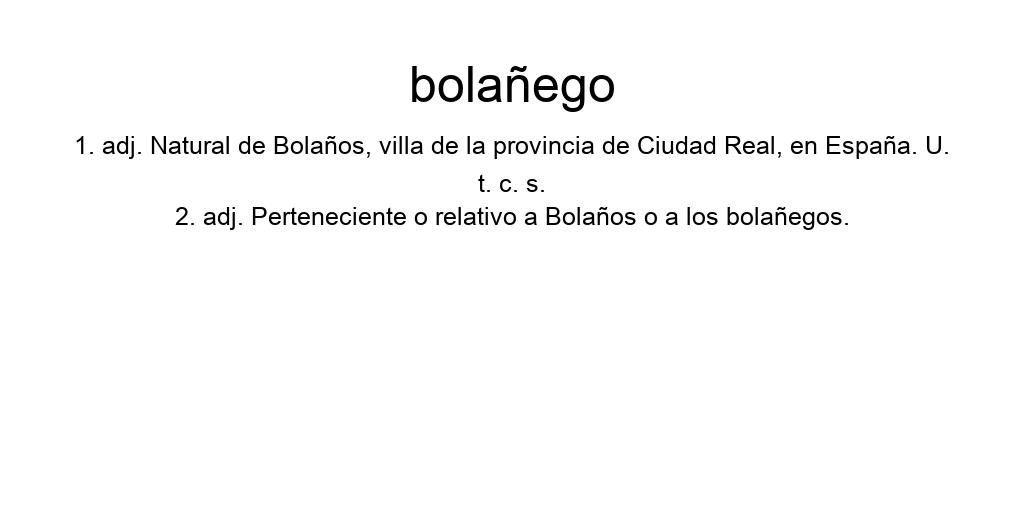 bolañego
1. adj. Natural de Bolaños, villa de la provincia de Ciudad Real, en España. U.
t. c. s.
2. adj. Perteneciente o relativo a Bolaños o a los bolañegos.